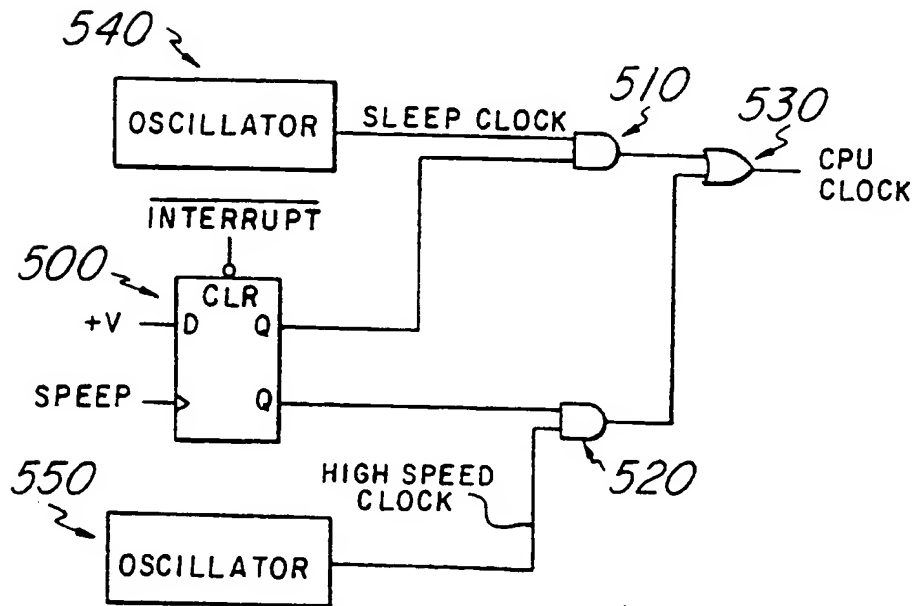 540
OSCILLATOR
SLEEP CLOCK
510
530
CPU
CLOCK
INTERRUPT
500
CLR
+V
D
Q
SPEEP
Q
550
HIGH SPEED
CLOCK
520
OSCILLATOR